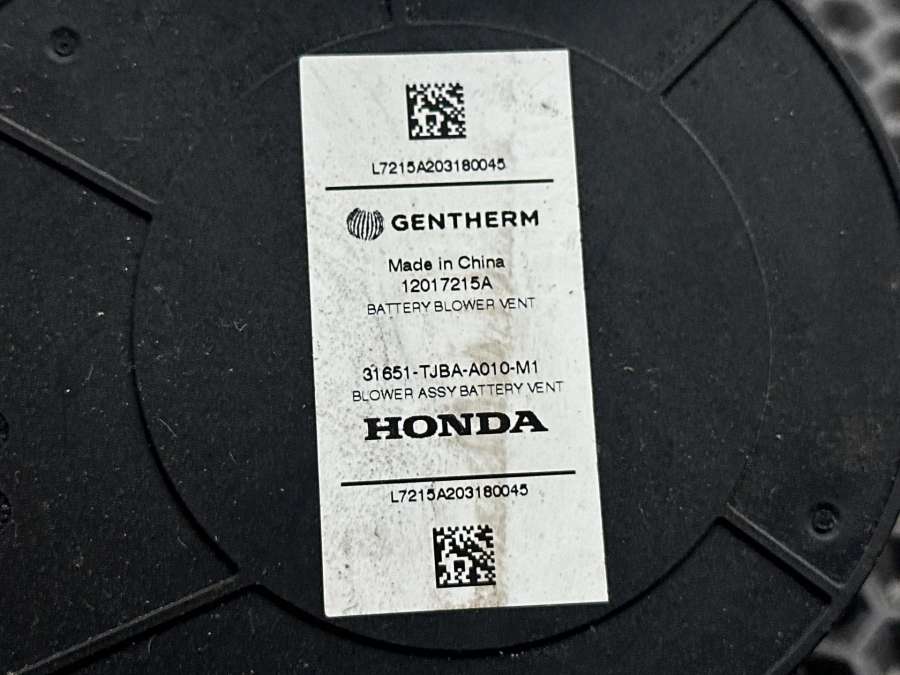 L7215A203180045
GENTHERM
Made in China
12017215A
BATTERY BLOWER VENT
31651-TJBA-A010-M1
BLOWER ASSY BATTERY VENT
HONDA
L7215A203180045